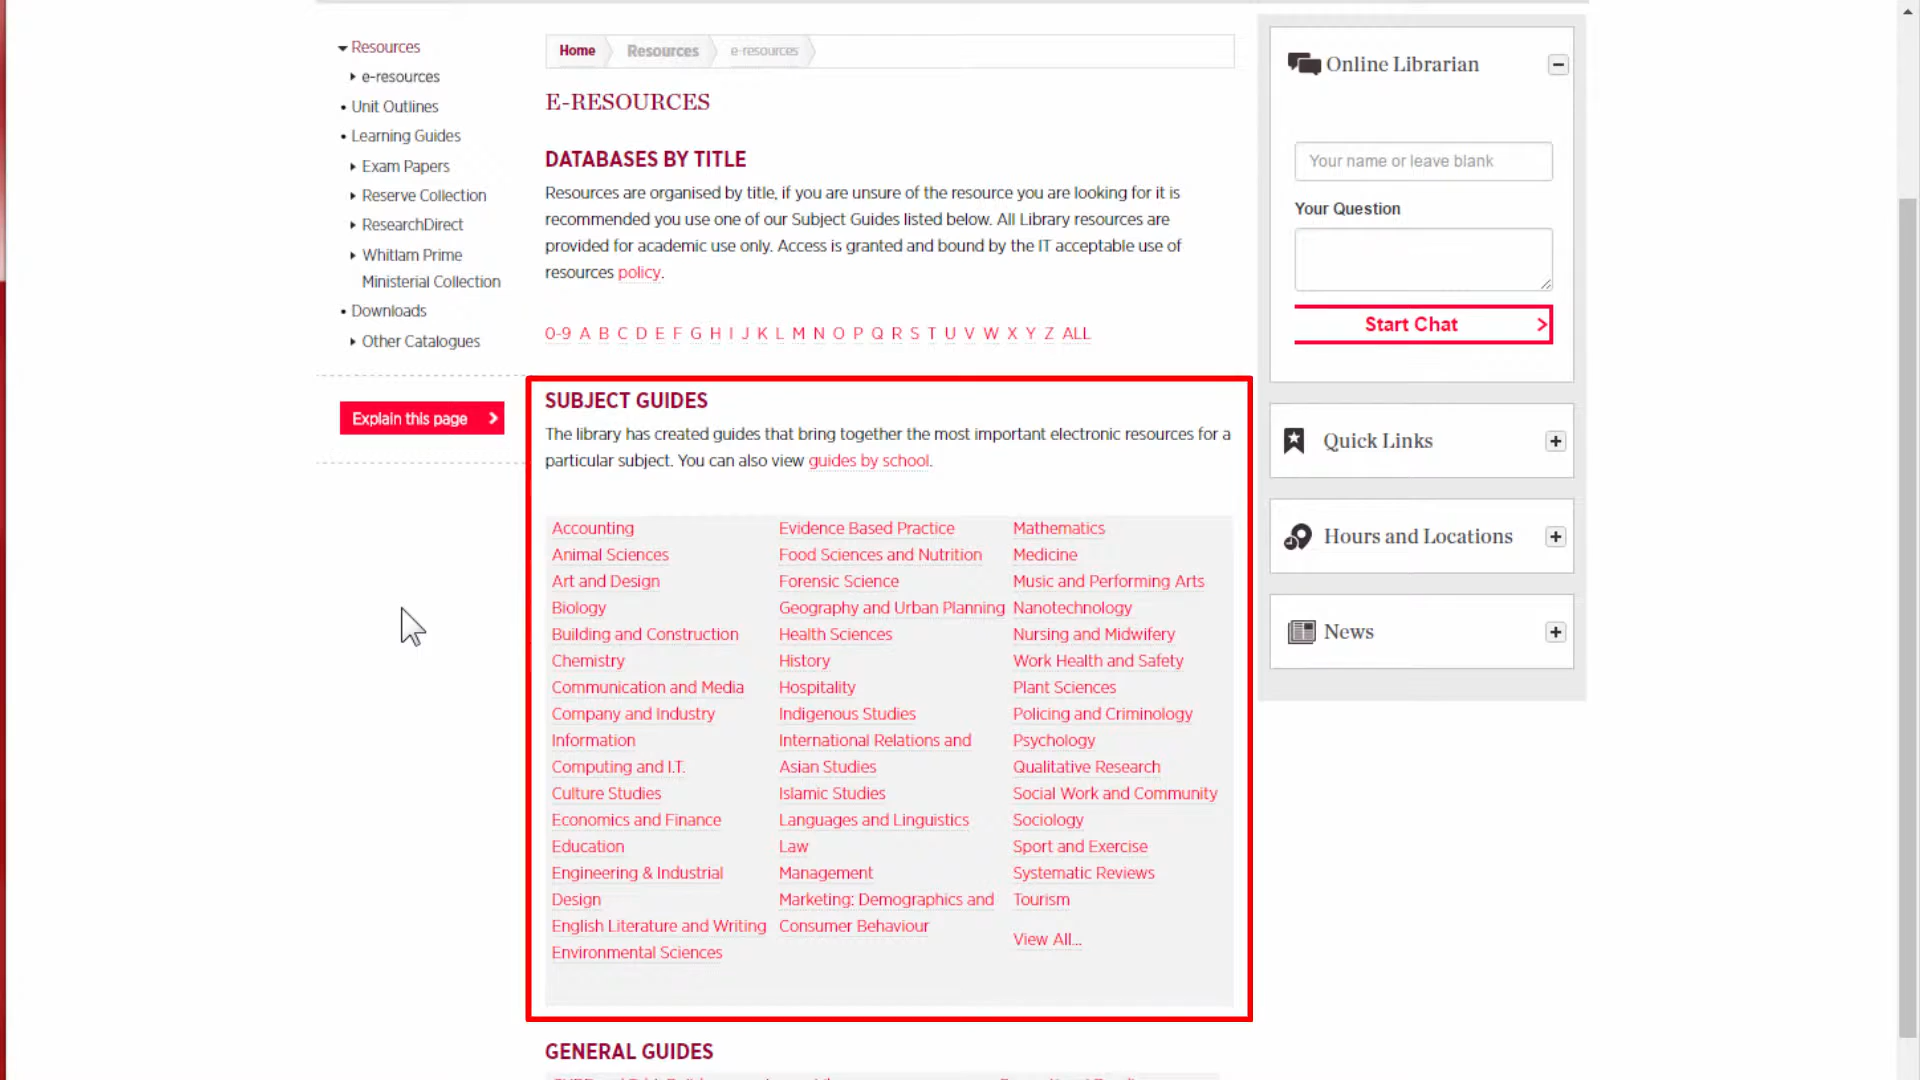 Resources
e-resources
Unit Outlines
Learning Guides
Exam Papers
Reserve Collection
ResearchDirect
Whitlam Prime
Ministerial Collection
Downloads
Other Catalogues
Explain this page
Home Resources e-resources
E-RESOURCES
DATABASES BY TITLE
Resources are organised by title, if you are unsure of the resource you are looking for it is
recommended you use one of our Subject Guides listed below. All Library resources are
provided for academic use only. Access is granted and bound by the IT acceptable use of
resources policy.
0-9 A B C D E F G H I J K L M N O P Q R S T U V W X Y Z ALL
SUBJECT GUIDES
The library has created guides that bring together the most important electronic resources for a
particular subject. You can also view guides by school.
Accounting
Animal Sciences
Art and Design
Biology
Building and Construction
Chemistry
Communication and Media
Company and Industry
Information
Computing and I.T.
Culture Studies
Economics and Finance
Education
Engineering & Industrial
Design
English Literature and Writing
Environmental Sciences
Evidence Based Practice
Food Sciences and Nutrition
Forensic Science
Geography and Urban Planning
Health Sciences
History
Hospitality
Indigenous Studies
International Relations and
Asian Studies
Islamic Studies
Languages and Linguistics
Law
Management
Marketing: Demographics and
Consumer Behaviour
Mathematics
Medicine
Music and Performing Arts
Nanotechnology
Nursing and Midwifery
Work Health and Safety
Plant Sciences
Policing and Criminology
Psychology
Qualitative Research
Social Work and Community
Sociology
Sport and Exercise
Systematic Reviews
Tourism
View All...
GENERAL GUIDES
Online Librarian
Your name or leave blank
Your Question
Start Chat
Quick Links
Hours and Locations
News